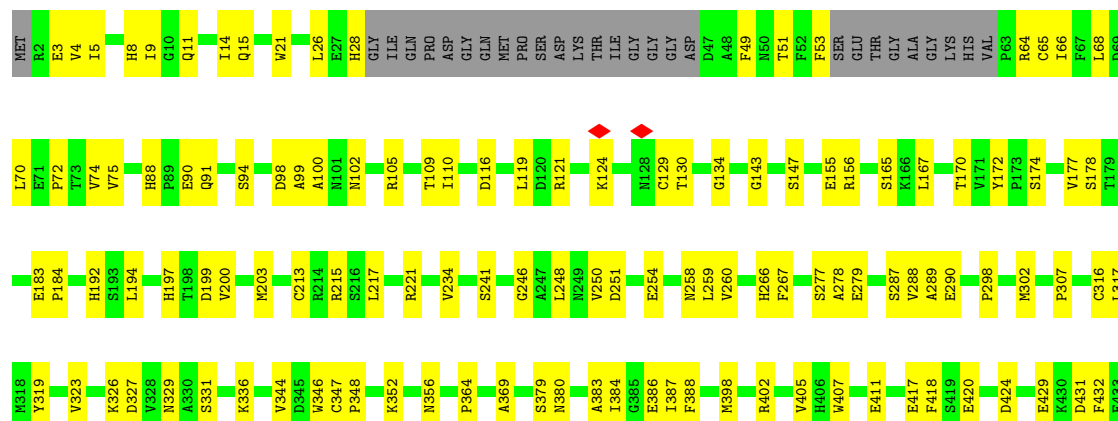 MET R2 E3 V4 I5 H8 I9 G10 Q11 I14 Q15 W21 L26 E27 H28 GLY ILE GLN PRO ASP GLY GLN MET PRO SER ASP LYS THR ILE GLY GLY GLY ASP D47 A48 F49 N50 T51 F52 F53 SER GLU THR GLY ALA GLY LYS HIS VAL P63 R64 C65 I66 F67 L68 D69
L70 E71 P72 T73 V74 V75 H88 P89 E90 Q91 S94 D98 A99 A100 N101 N102 R105 T109 I110 D116 L119 D120 R121 K124 N128 C129 T130 G134 G143 S147 E155 R156 S165 K166 L167 T170 V171 Y172 P173 S174 V177 S178 T179
E183 P184 H192 S193 L194 H197 T198 D199 V200 M203 C213 R214 R215 S216 L217 R221 V234 S241 G246 A247 L248 N249 V250 D251 E254 N258 L259 V260 H266 F267 S277 A278 E279 S287 V288 A289 E290 P298 M302 P307 C316 L317
M318 Y319 V323 K326 D327 V328 N329 A330 S331 K336 V344 D345 W346 C347 P348 K352 N356 P364 A369 S379 N380 A383 I384 G385 E386 I387 F388 M398 R402 V405 H406 W407 E411 E417 F418 S419 E420 D424 E429 K430 D431 F432 E433